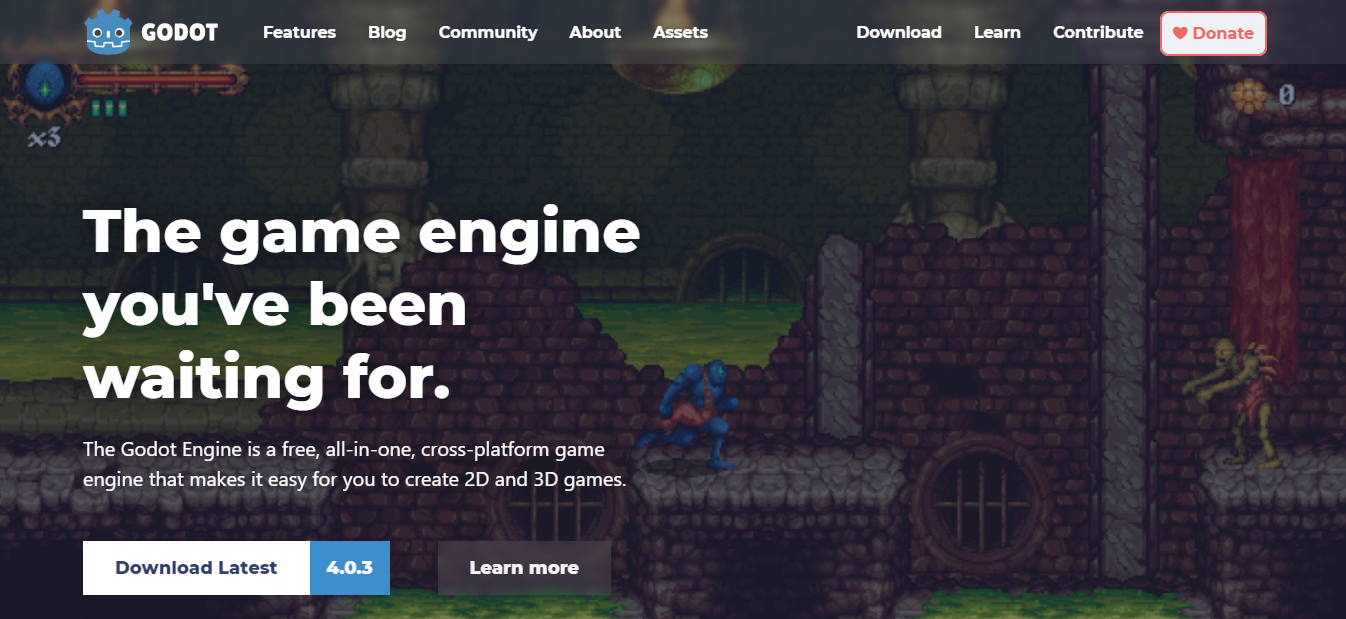 GODOT Features Blog Community About Assets Download Learn Contribute Donate
x3
0
The game engine
you've been
waiting for.
The Godot Engine is a free, all-in-one, cross-platform game
engine that makes it easy for you to create 2D and 3D games.
Download Latest 4.0.3 Learn more